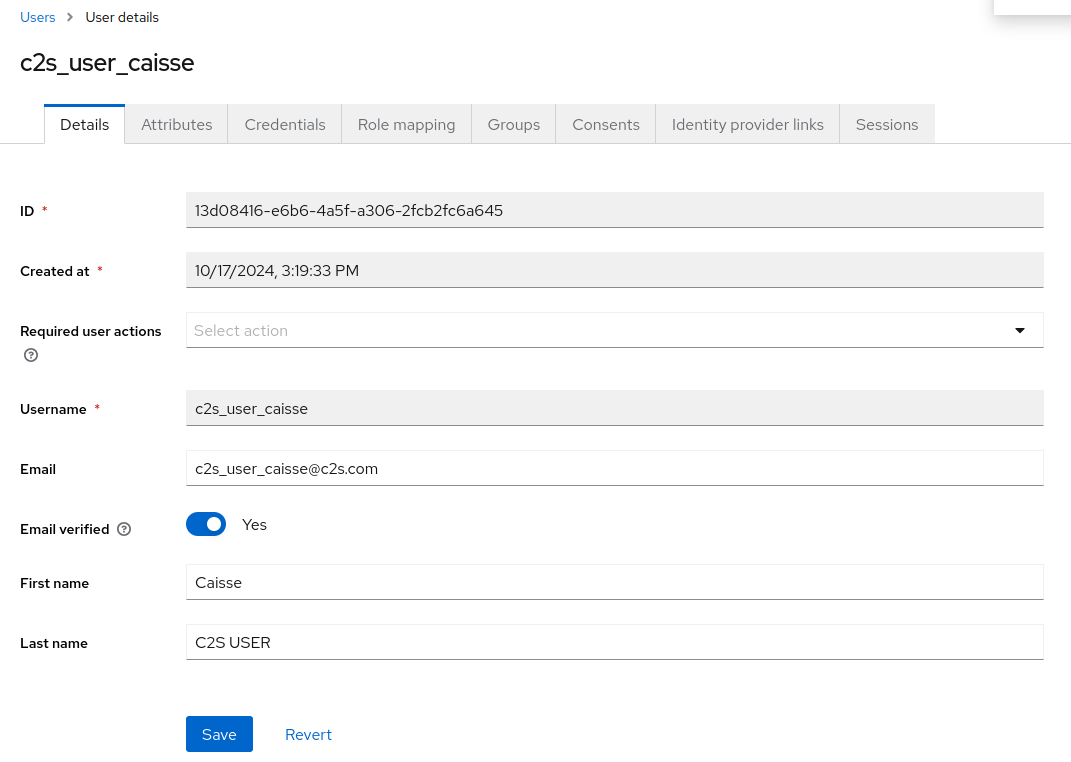 Users > User details
c2s_user_caisse
Details Attributes Credentials Role mapping Groups Consents Identity provider links Sessions
ID * 13d08416-e6b6-4a5f-a306-2fcb2fc6a645
Created at * 10/17/2024, 3:19:33 PM
Required user actions Select action
?
Username * c2s_user_caisse
Email c2s_user_caisse@c2s.com
Email verified ? Yes
First name Caisse
Last name C2S USER
Save Revert